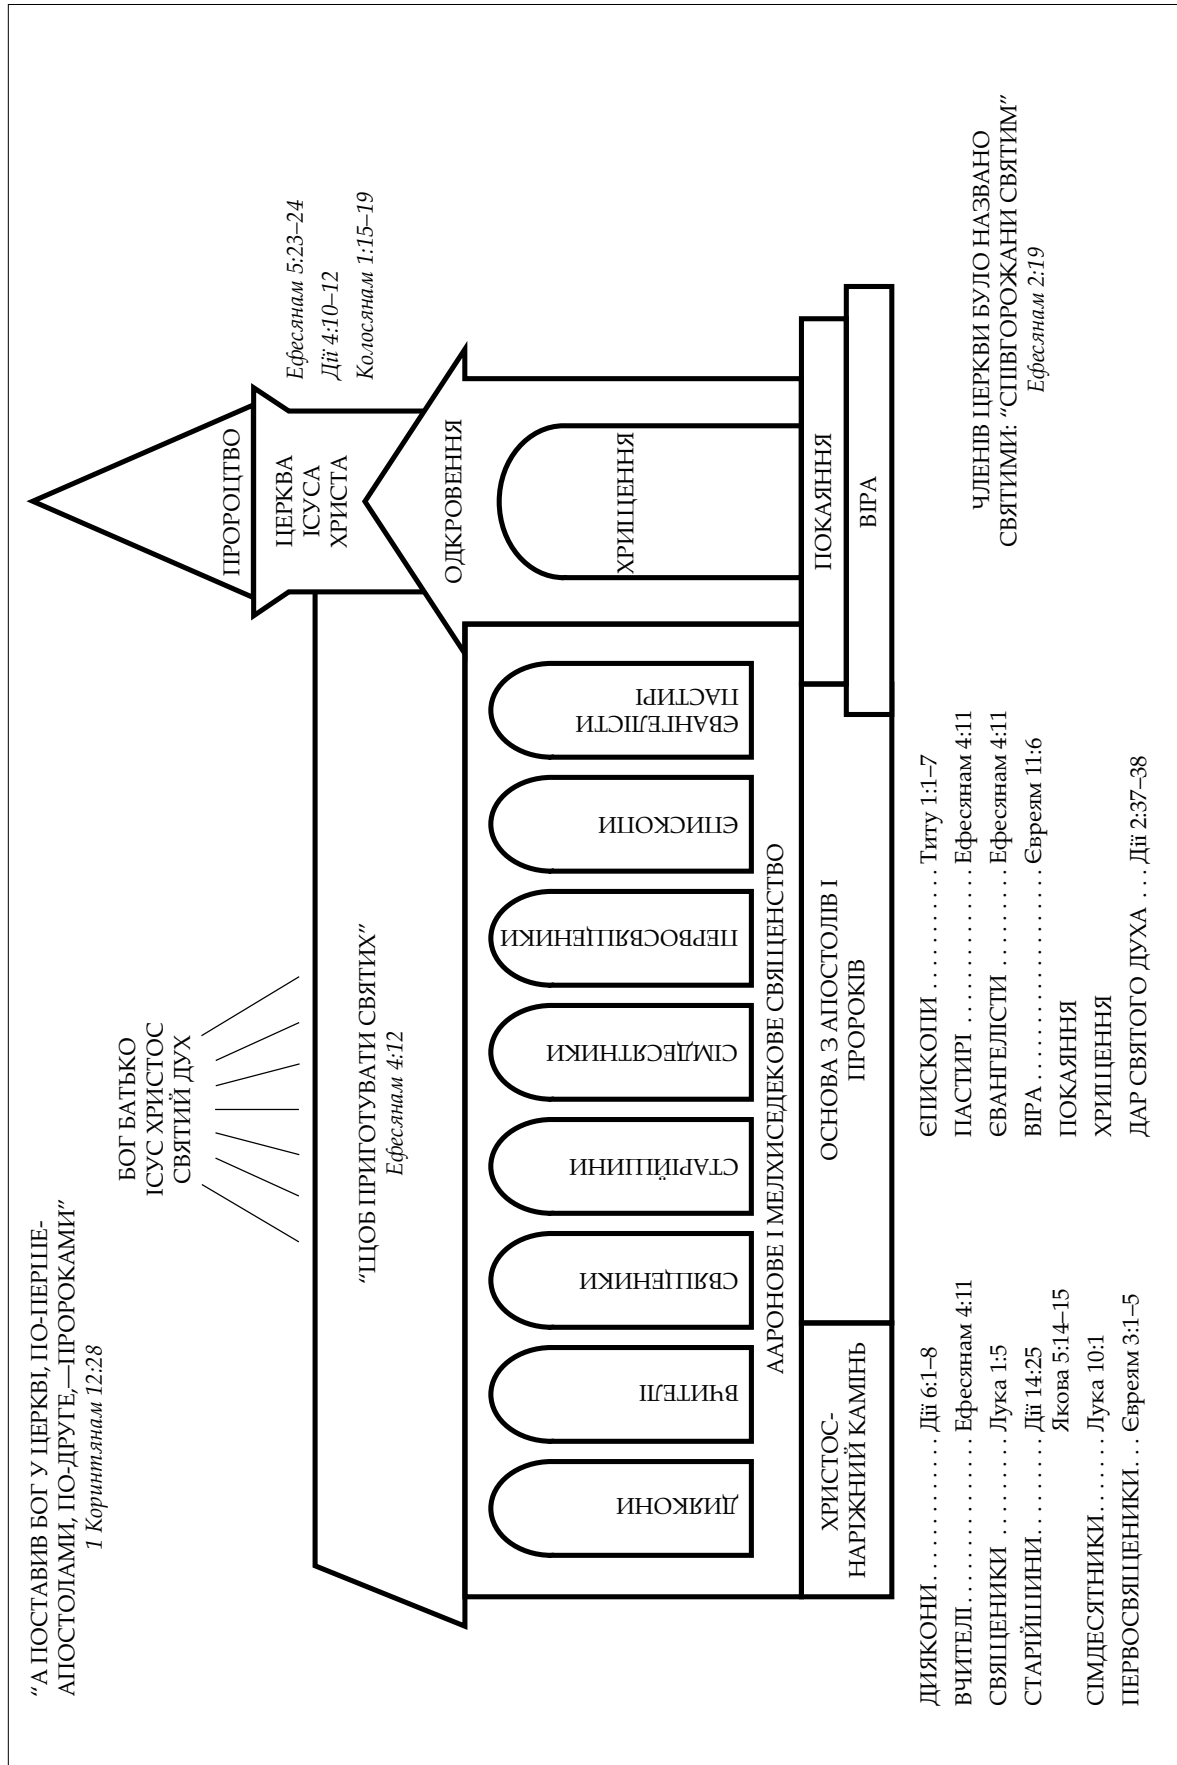 “А ПОСТАВИВ БОГ У ЦЕРКВІ, ПО-ПЕРШЕ-
АПОСТОЛАМИ, ПО-ДРУГЕ,—ПРОРОКАМИ”
1 Коринтянам 12:28
БОГ БАТЬКО
ІСУС ХРИСТОС
СВЯТИЙ ДУХ
ПРОРОЦТВО
ЦЕРКВА
ІСУСА
ХРИСТА
Ефесянам 5:23–24
Дії 4:10–12
Колосянам 1:15–19
“ЩОБ ПРИГОТУВАТИ СВЯТИХ”
Ефесянам 4:12
ОДКРОВЕННЯ
ДИЯКОНИ
ВЧИТЕЛІ
СВЯЩЕНИКИ
СТАРІЙШИНИ
СІМДЕСЯТНИКИ
ПЕРВОСВЯЩЕНИКИ
ЄПИСКОПИ
ЄВАНГЕЛІСТИ
ПАСТИРІ
ХРИЩЕННЯ
ААРОНОВЕ І МЕЛХИСЕДЕКОВЕ СВЯЩЕНСТВО
ХРИСТОС-
НАРІЖНИЙ КАМІНЬ
ОСНОВА З АПОСТОЛІВ І
ПРОРОКІВ
ПОКАЯННЯ
ВІРА
ДИЯКОНИ. . . . . . . . . . . . Дії 6:1–8
ВЧИТЕЛІ. . . . . . . . . . . . . . Ефесянам 4:11
СВЯЩЕНИКИ . . . . . . . Лука 1:5
СТАРІЙШИНИ. . . . . . . . Дії 14:25
Якова 5:14–15
СІМДЕСЯТНИКИ. . . . . . Лука 10:1
ПЕРВОСВЯЩЕНИКИ. . . Євреям 3:1–5
ЄПИСКОПИ . . . . . . . . . . . Титу 1:1–7
ПАСТИРІ . . . . . . . . . . . . . . Ефесянам 4:11
ЄВАНГЕЛІСТИ . . . . . . . . Ефесянам 4:11
ВІРА . . . . . . . . . . . . . . . . . . Євреям 11:6
ПОКАЯННЯ
ХРИЩЕННЯ
ДАР СВЯТОГО ДУХА . . . Дії 2:37–38
ЧЛЕНІВ ЦЕРКВИ БУЛО НАЗВАНО
СВЯТИМИ: “СПІВГОРОЖАНИ СВЯТИМ”
Ефесянам 2:19